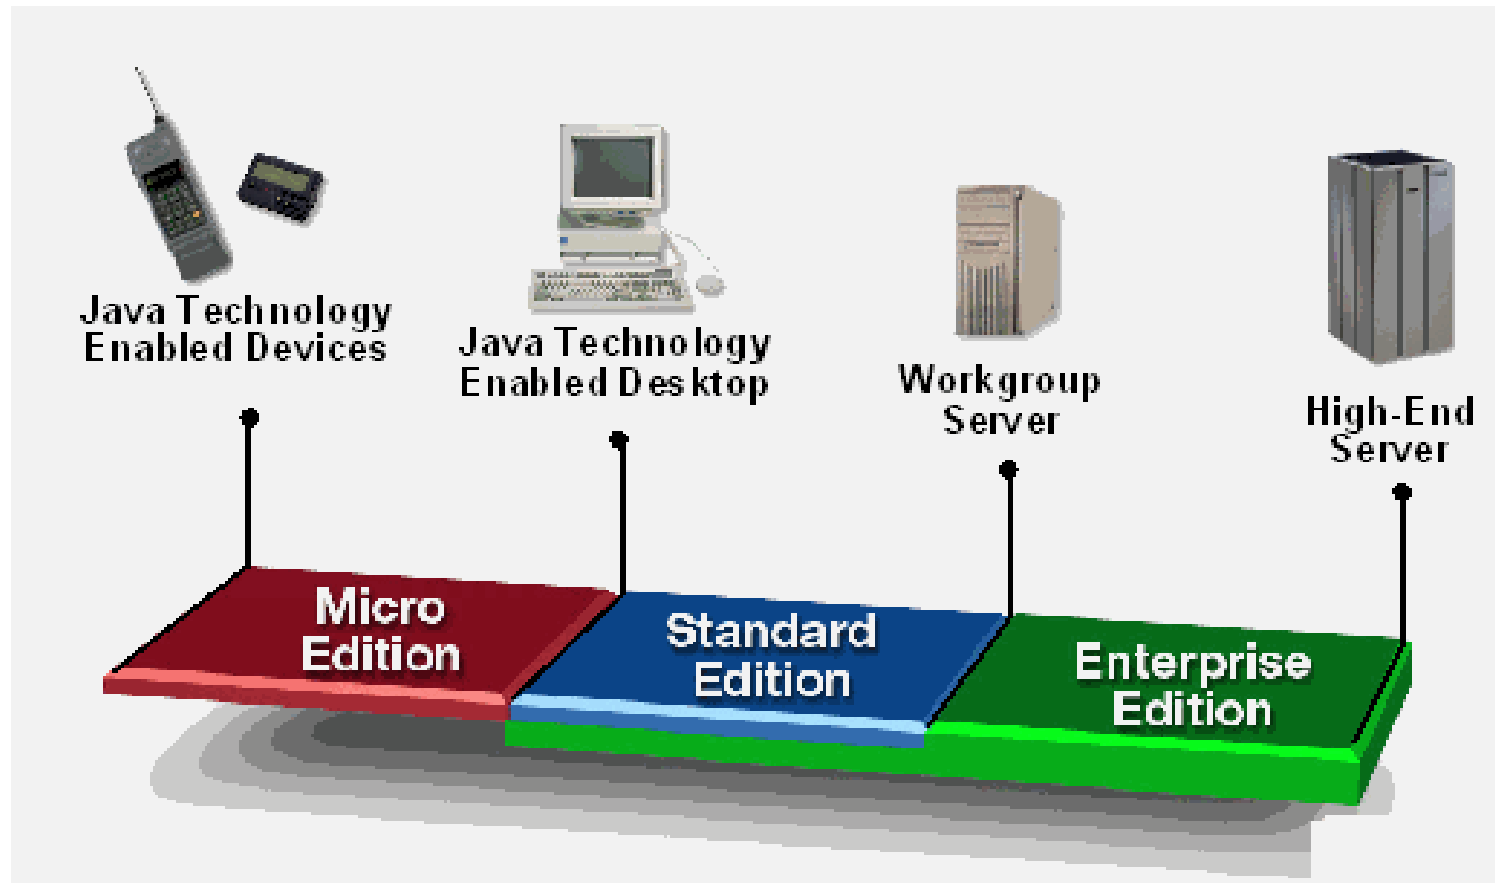 Java Technology
Enabled Devices
Java Technology
Enabled Desktop
Workgroup
Server
High-End
Server
Micro
Edition
Standard
Edition
Enterprise
Edition